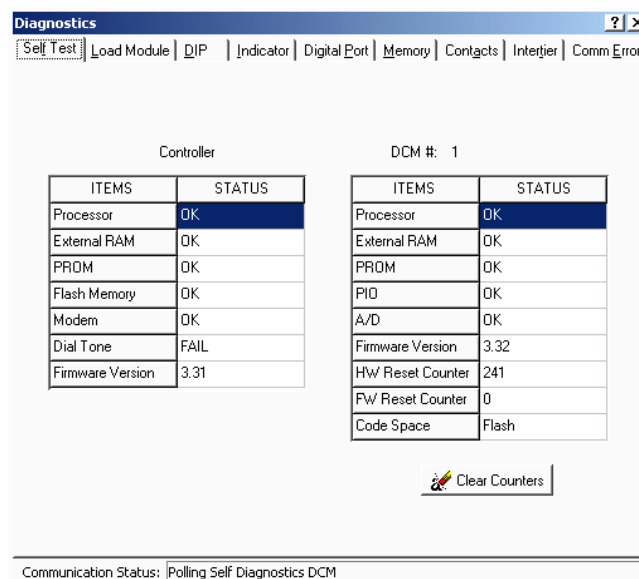 Diagnostics
Self Test Load Module DIP Indicator Digital Port Memory Contacts Intertier Comm Error
Controller DCM #: 1
ITEMS STATUS ITEMS STATUS
Processor OK Processor OK
External RAM OK External RAM OK
PROM OK PROM OK
Flash Memory OK PIO OK
Modem OK A/D OK
Dial Tone FAIL Firmware Version 3.32
Firmware Version 3.31 HW Reset Counter 241
FW Reset Counter 0
Code Space Flash
Clear Counters
Communication Status: Polling Self Diagnostics DCM